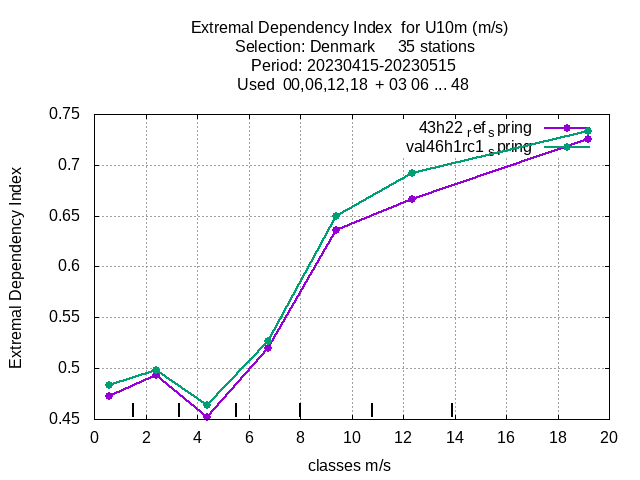 Extremal Dependency Index  for U10m (m/s)
Selection: Denmark     35 stations
Period: 20230415-20230515
Used  00,06,12,18  + 03 06 ... 48
43h22_ref_spring
val46h1rc1_spring
0.75
0.7
0.65
0.6
0.55
0.5
0.45
Extremal Dependency Index
0 2 4 6 8 10 12 14 16 18 20
classes m/s